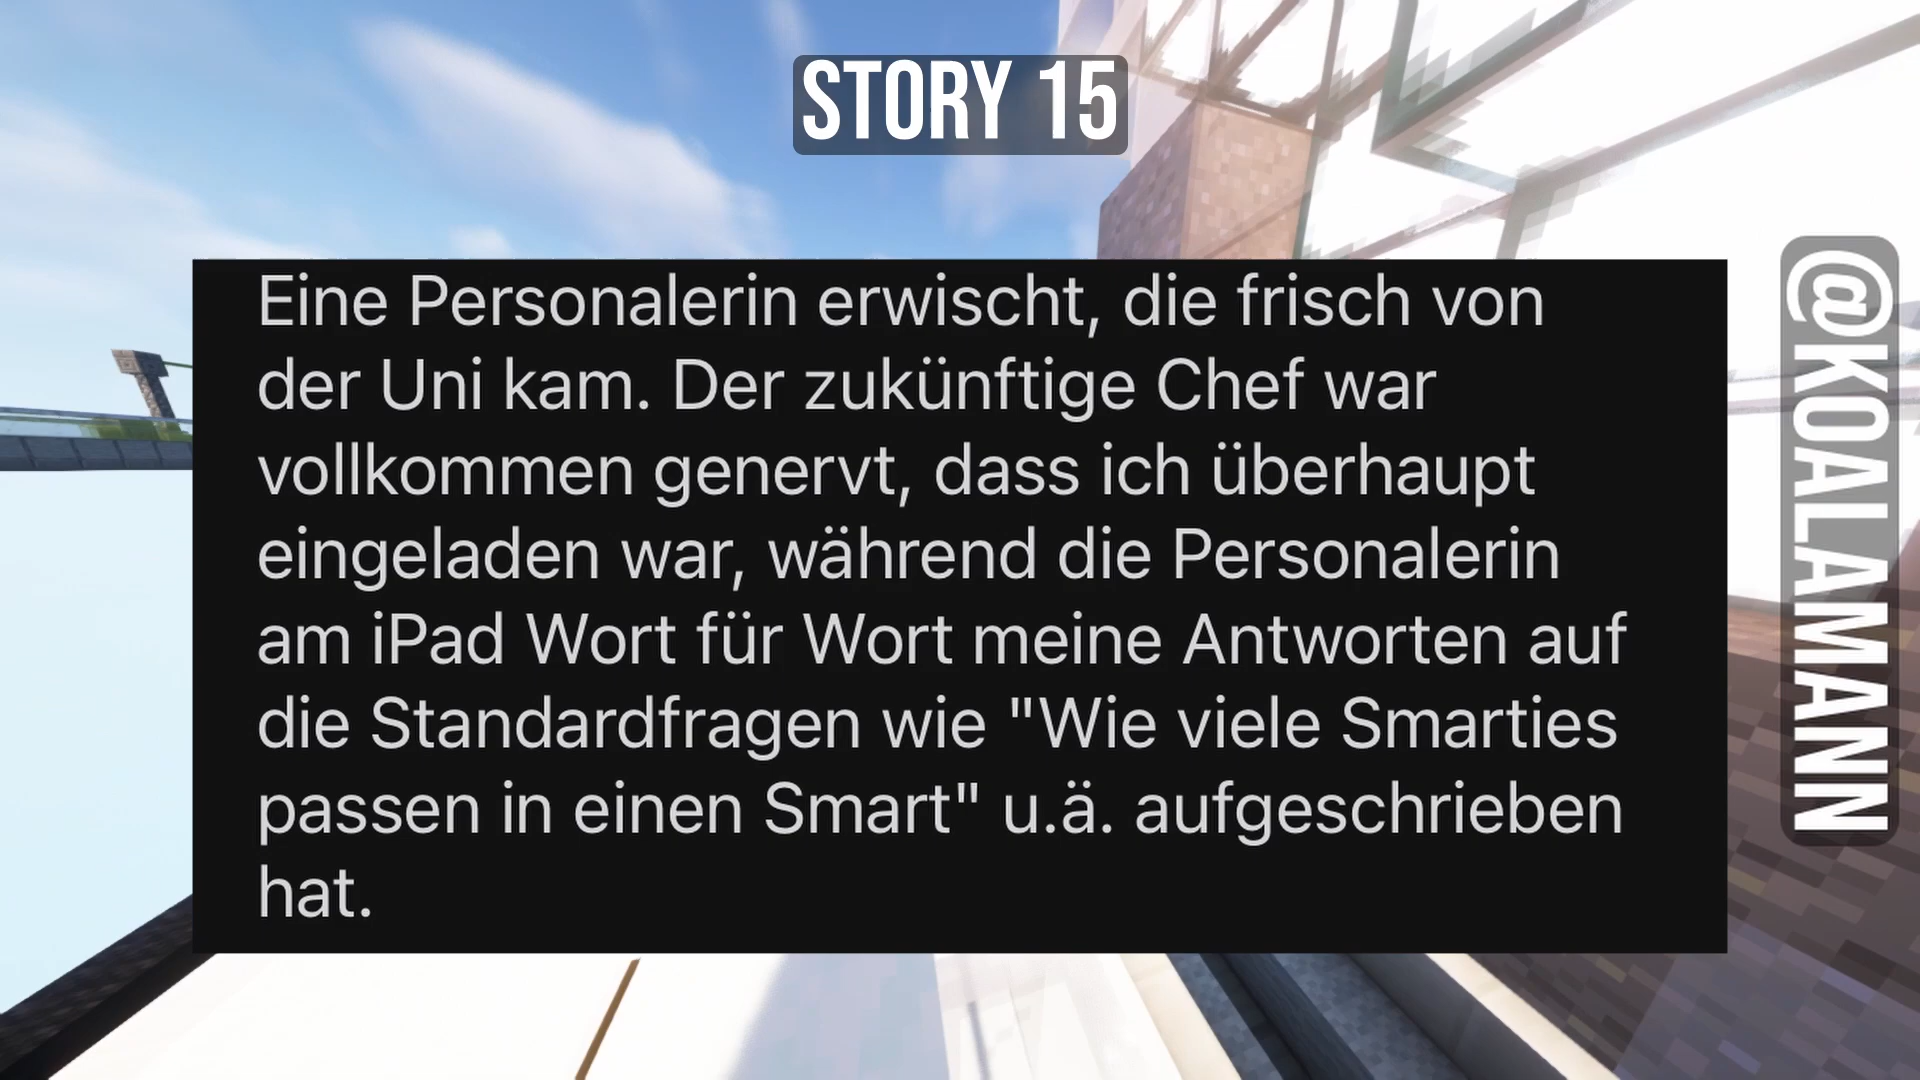 STORY 15
Eine Personalerin erwischt, die frisch von
der Uni kam. Der zukünftige Chef war
vollkommen genervt, dass ich überhaupt
eingeladen war, während die Personalerin
am iPad Wort für Wort meine Antworten auf
die Standardfragen wie "Wie viele Smarties
passen in einen Smart" u.ä. aufgeschrieben
hat.
@KOALAMANN